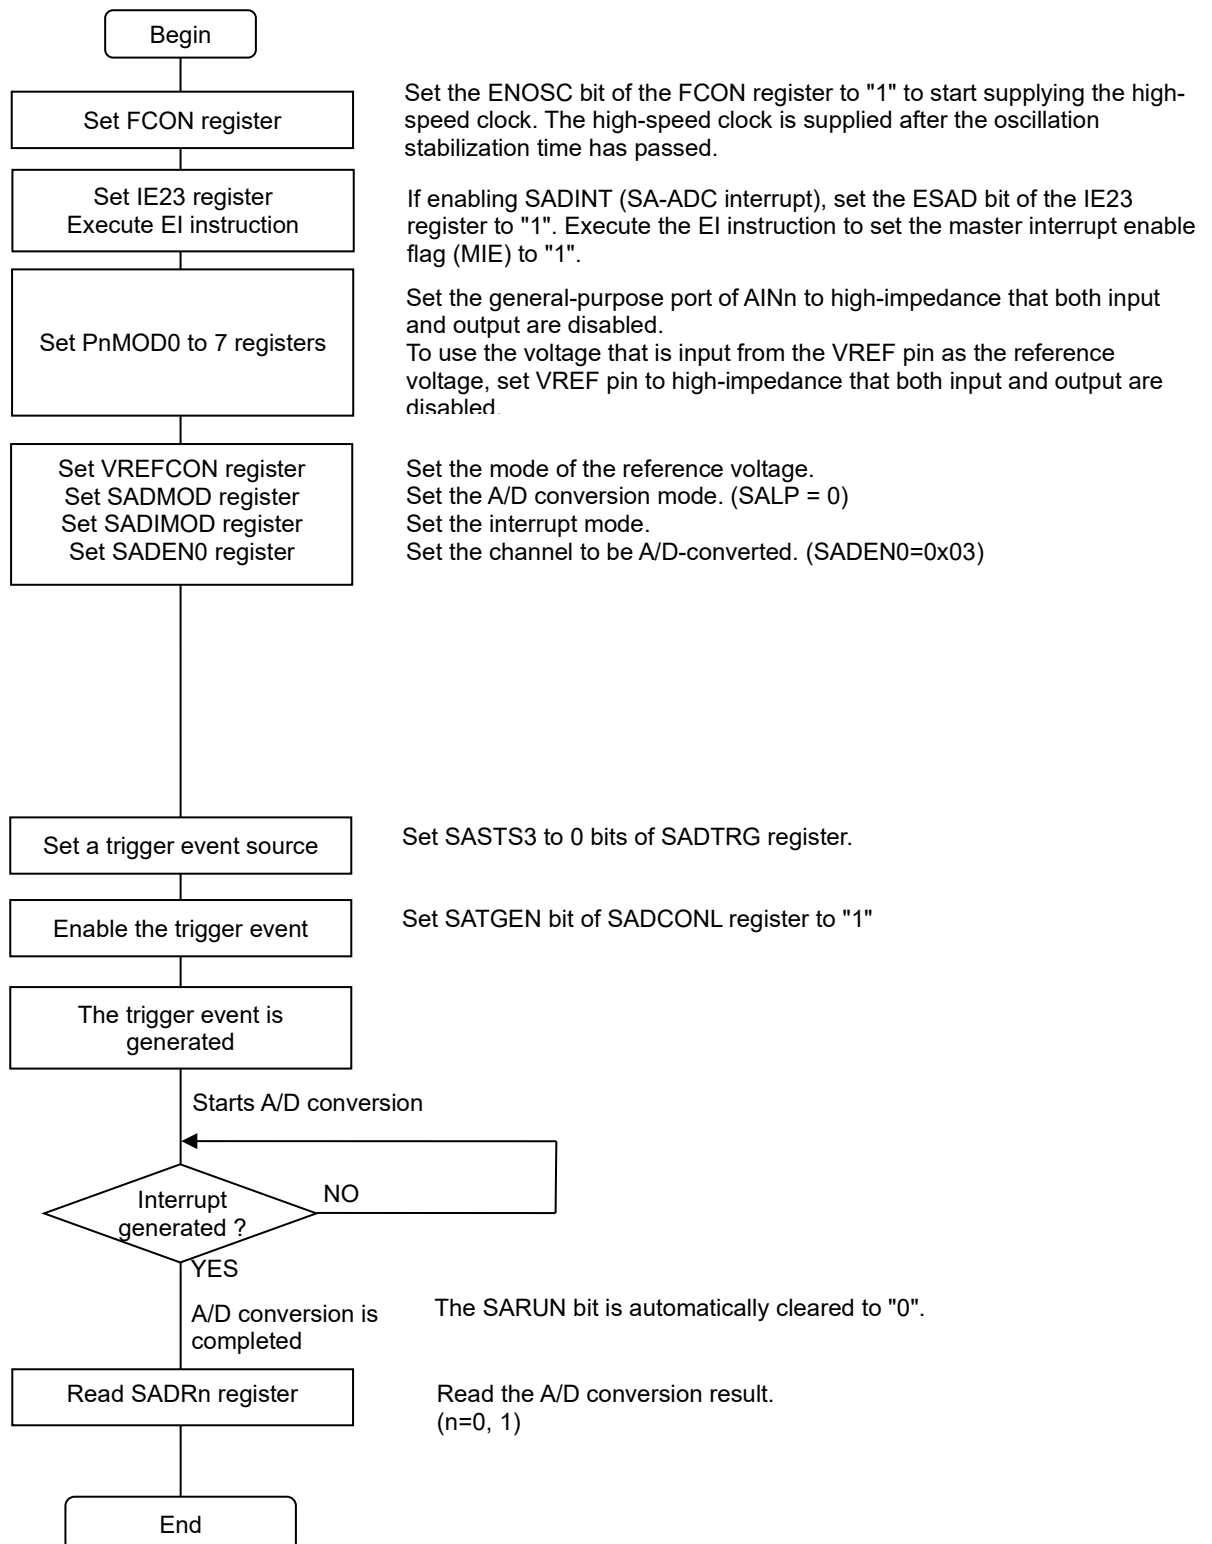 Begin
Set FCON register
Set the ENOSC bit of the FCON register to "1" to start supplying the high-
speed clock. The high-speed clock is supplied after the oscillation
stabilization time has passed.
Set IE23 register
Execute EI instruction
If enabling SADINT (SA-ADC interrupt), set the ESAD bit of the IE23
register to "1". Execute the EI instruction to set the master interrupt enable
flag (MIE) to "1".
Set PnMOD0 to 7 registers
Set the general-purpose port of AINn to high-impedance that both input
and output are disabled.
To use the voltage that is input from the VREF pin as the reference
voltage, set VREF pin to high-impedance that both input and output are
disabled.
Set VREFCON register
Set SADMOD register
Set SADIMOD register
Set SADEN0 register
Set the mode of the reference voltage.
Set the A/D conversion mode. (SALP = 0)
Set the interrupt mode.
Set the channel to be A/D-converted. (SADEN0=0x03)
Set a trigger event source
Set SASTS3 to 0 bits of SADTRG register.
Enable the trigger event
Set SATGEN bit of SADCONL register to "1"
The trigger event is
generated
Starts A/D conversion
Interrupt
generated ?
NO
YES
A/D conversion is
completed
The SARUN bit is automatically cleared to "0".
Read SADRn register
Read the A/D conversion result.
(n=0, 1)
End